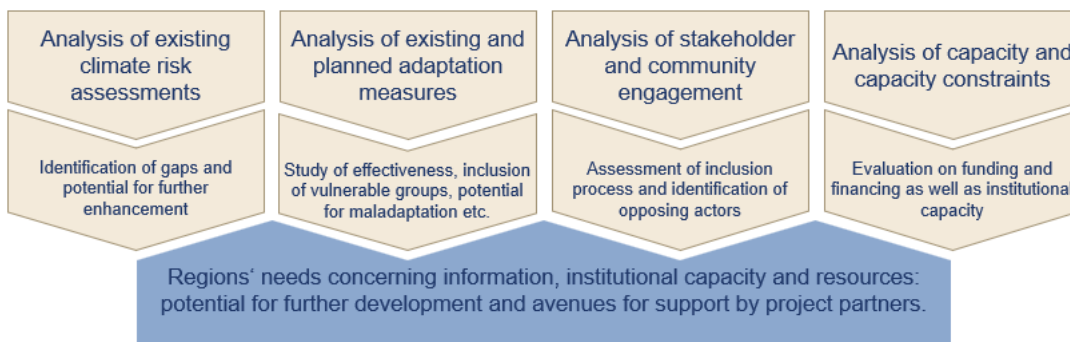 Analysis of existing
climate risk
assessments
Analysis of existing and
planned adaptation
measures
Analysis of stakeholder
and community
engagement
Analysis of capacity and
capacity constraints
Identification of gaps and
potential for further
enhancement
Study of effectiveness, inclusion
of vulnerable groups, potential
for maladaptation etc.
Assessment of inclusion
process and identification of
opposing actors
Evaluation on funding and
financing as well as institutional
capacity
Regions‘ needs concerning information, institutional capacity and resources:
potential for further development and avenues for support by project partners.